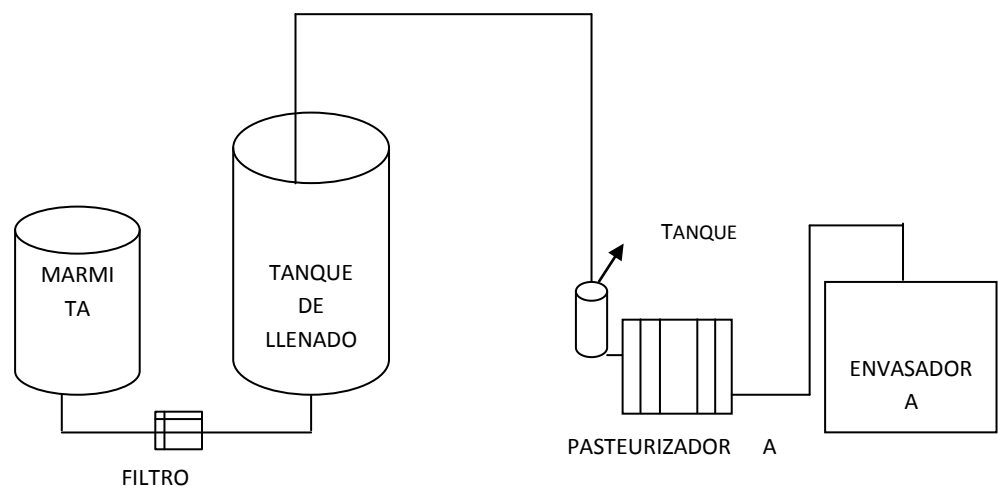 TANQUE
MARMI
TA
TANQUE
DE
LLENADO
ENVASADOR
A
PASTEURIZADOR A
FILTRO